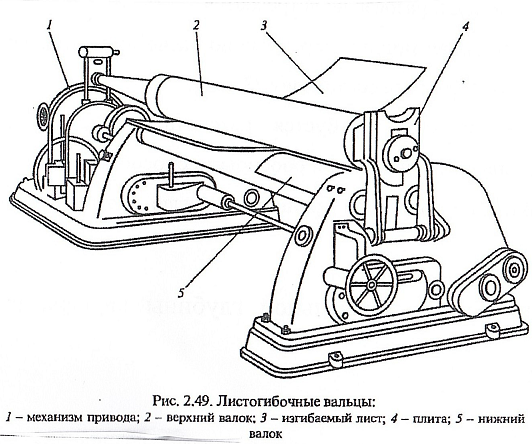 1
2
3
4
5
Рис. 2.49. Листогибочные вальцы:
1 – механизм привода; 2 – верхний валок; 3 – изгибаемый лист; 4 – плита; 5 – нижний
валок